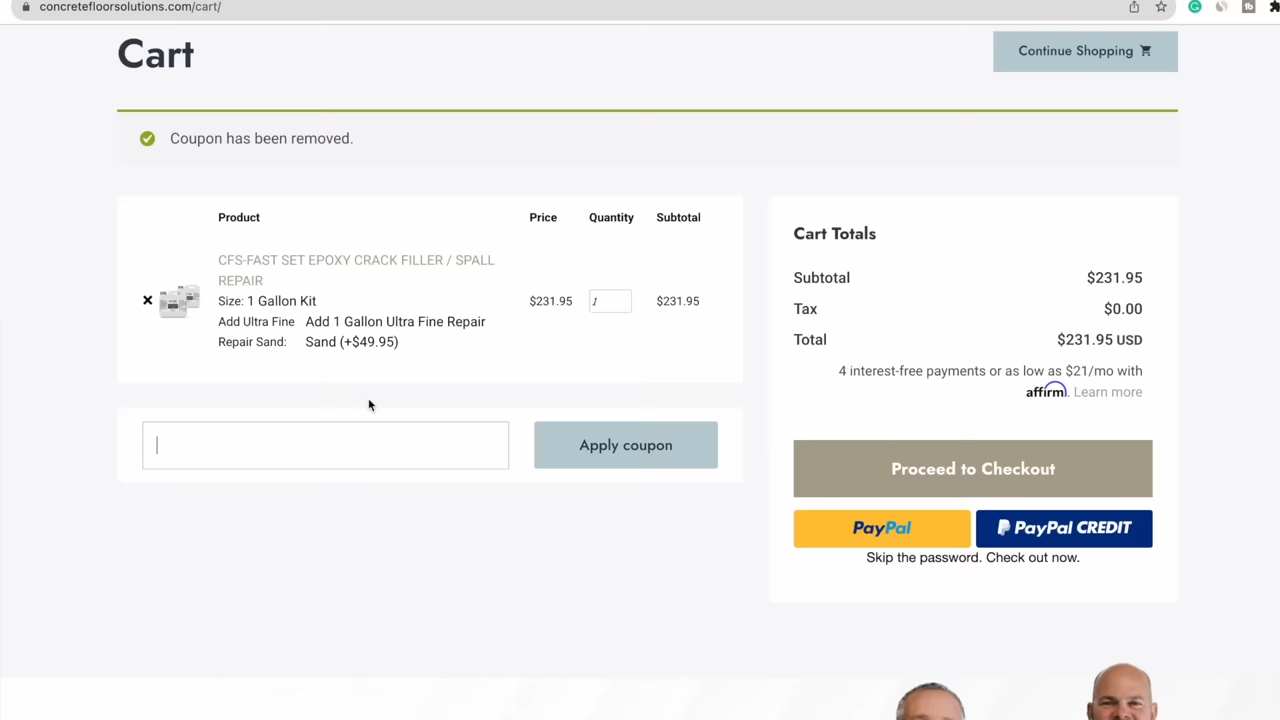 concretefloorsolutions.com/cart/
Cart
Continue Shopping
Coupon has been removed.
Product Price Quantity Subtotal
CFS-FAST SET EPOXY CRACK FILLER / SPALL
REPAIR
Size: 1 Gallon Kit $231.95 1 $231.95
Add Ultra Fine Add 1 Gallon Ultra Fine Repair
Repair Sand: Sand (+$49.95)
Apply coupon
Cart Totals
Subtotal $231.95
Tax $0.00
Total $231.95 USD
4 interest-free payments or as low as $21/mo with
affirm. Learn more
Proceed to Checkout
PayPal PayPal CREDIT
Skip the password. Check out now.